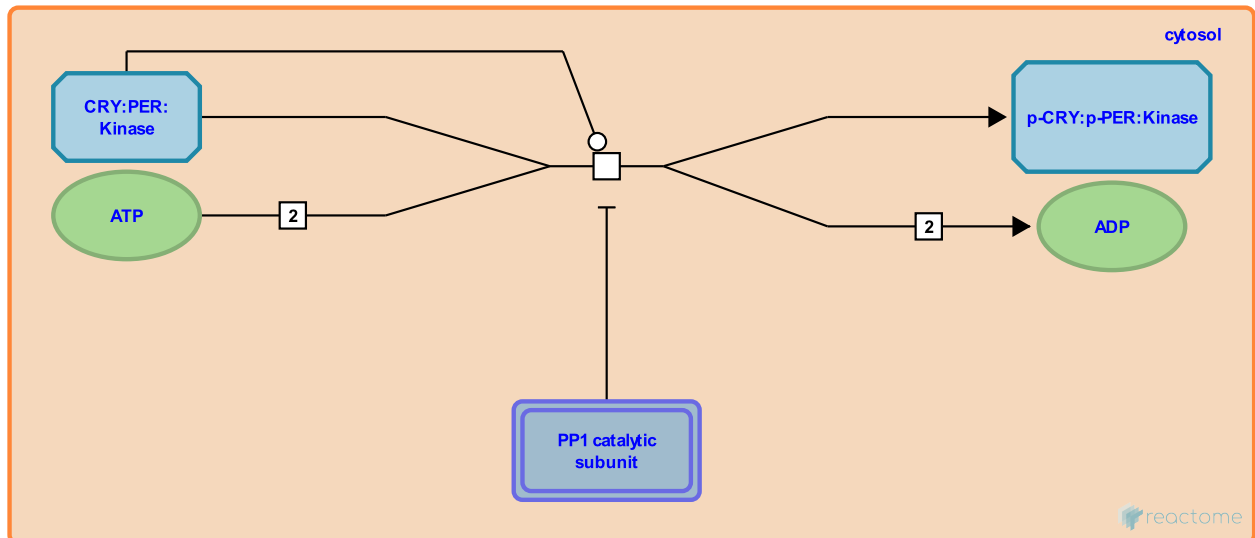 cytosol
CRY:PER:
Kinase
p-CRY:p-PER:Kinase
ATP
2
2
ADP
PP1 catalytic
subunit
reactome